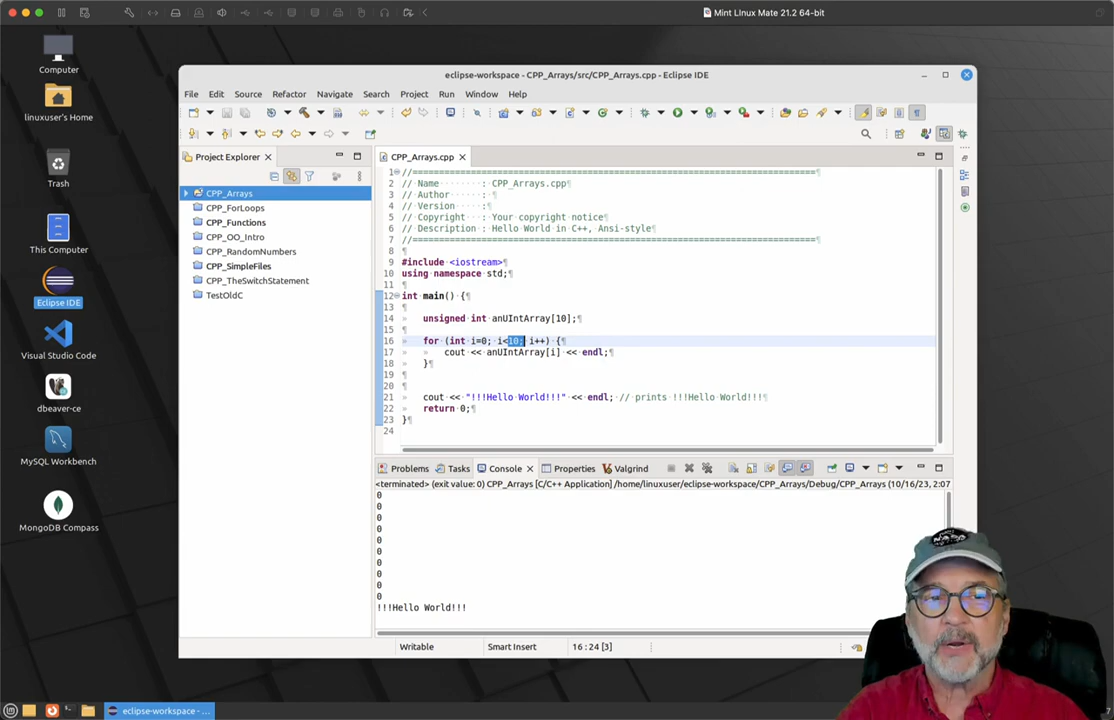 Mint LInux Mate 21.2 64-bit
Computer
linuxuser's Home
Trash
This Computer
Eclipse IDE
Visual Studio Code
dbeaver-ce
MySQL Workbench
MongoDB Compass
eclipse-workspace - CPP_Arrays/src/CPP_Arrays.cpp - Eclipse IDE
File Edit Source Refactor Navigate Search Project Run Window Help
Project Explorer
CPP_Arrays
CPP_ForLoops
CPP_Functions
CPP_OO_Intro
CPP_RandomNumbers
CPP_SimpleFiles
CPP_TheSwitchStatement
TestOldC
CPP_Arrays.cpp
1 //============================================================================
2 // Name : CPP_Arrays.cpp
3 // Author :
4 // Version :
5 // Copyright : Your copyright notice
6 // Description : Hello World in C++, Ansi-style
7 //============================================================================
8
9 #include <iostream>
10 using namespace std;
11
12 int main() {
13
14 unsigned int anUIntArray[10];
15
16 for (int i=0; i<10; i++) {
17 cout << anUIntArray[i] << endl;
18 }
19
20
21 cout << "!!!Hello World!!!" << endl; // prints !!!Hello World!!!
22 return 0;
23 }
24
Problems Tasks Console Properties Valgrind
<terminated> (exit value: 0) CPP_Arrays [C/C++ Application] /home/linuxuser/eclipse-workspace/CPP_Arrays/Debug/CPP_Arrays (10/16/23, 2:07
0
0
0
0
0
0
0
0
0
0
!!!Hello World!!!
Writable Smart Insert 16 : 24 [3]
eclipse-workspace - ...